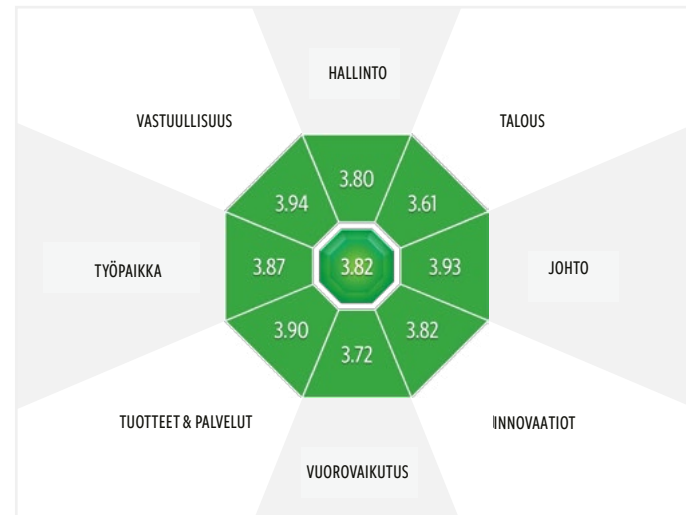 HALLINTO
VASTUULLISUUS
TALOUS
3.80
3.94
3.61
TYÖPAIKKA
3.87
3.82
3.93
JOHTO
3.90
3.82
3.72
TUOTTEET & PALVELUT
INNOVAATIOT
VUOROVAIKUTUS